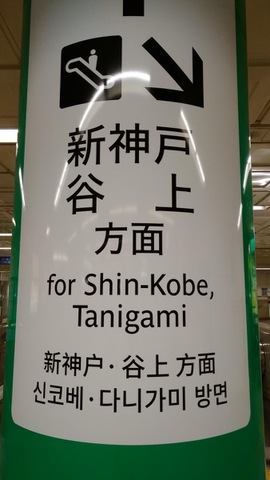 新神戸
谷上
方面
for Shin-Kobe,
Tanigami
新神户·谷上 方面
신코베·다니가미 방면